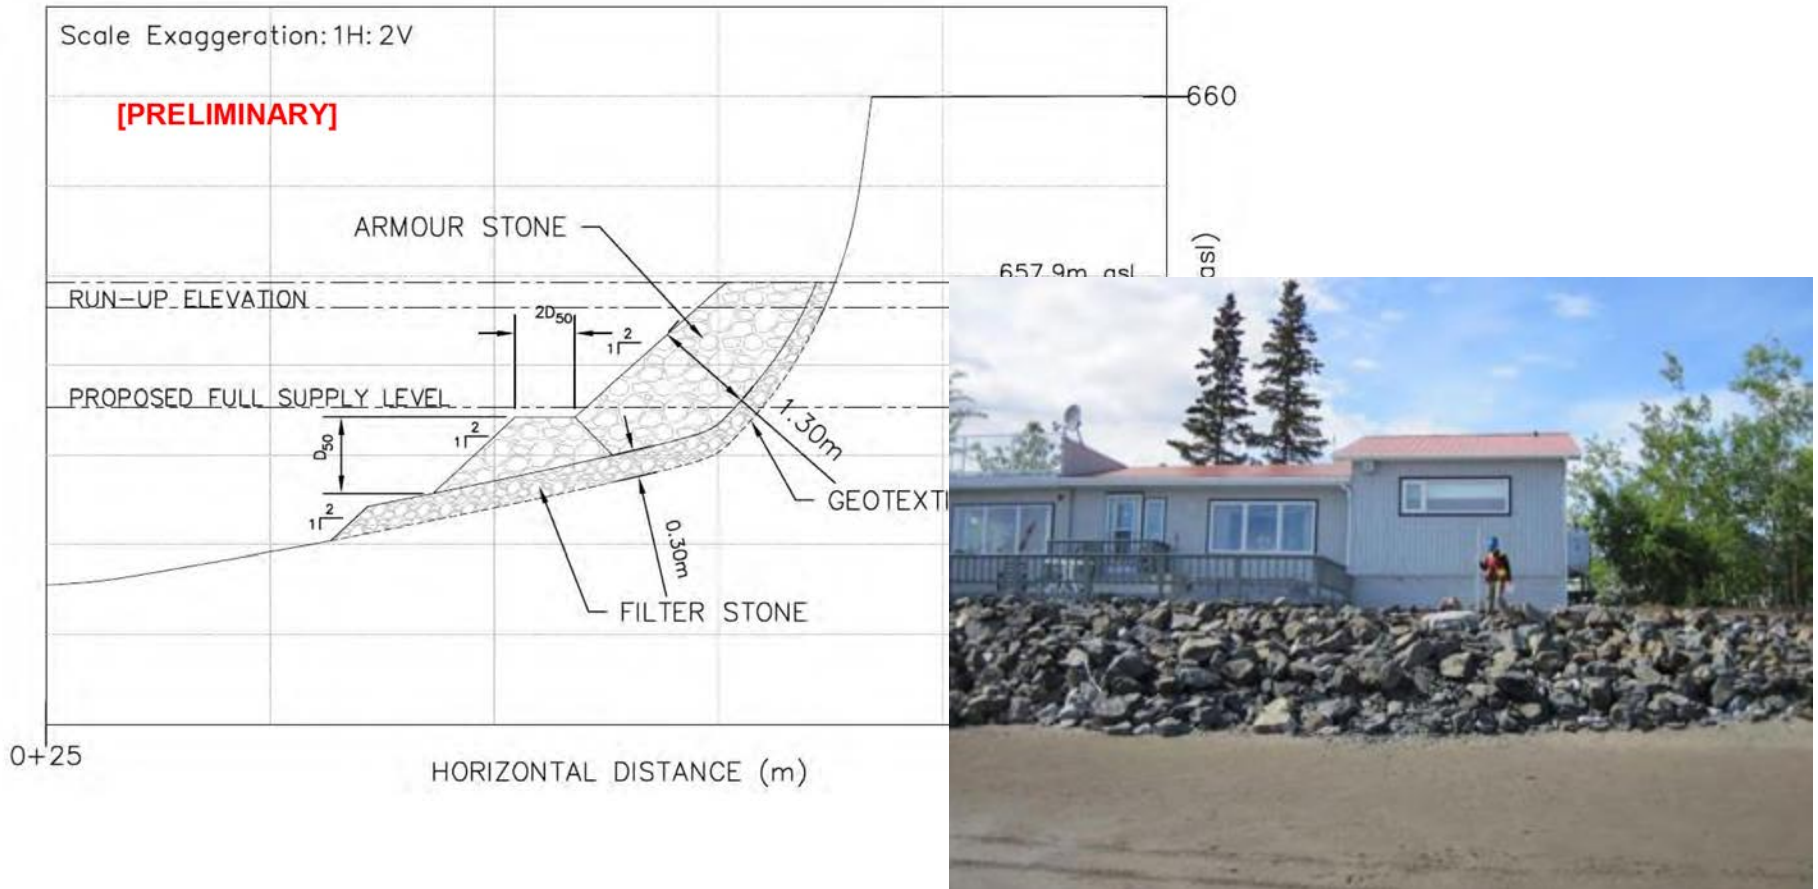 Scale Exaggeration: 1H: 2V
[PRELIMINARY]
660
ARMOUR STONE
asl)
657.9m asl
RUN-UP ELEVATION
2D50
1 2
PROPOSED FULL SUPPLY LEVEL
D50
1 2
1.30m
1 2
GEOTEXTI
0.30m
FILTER STONE
0+25
HORIZONTAL DISTANCE (m)